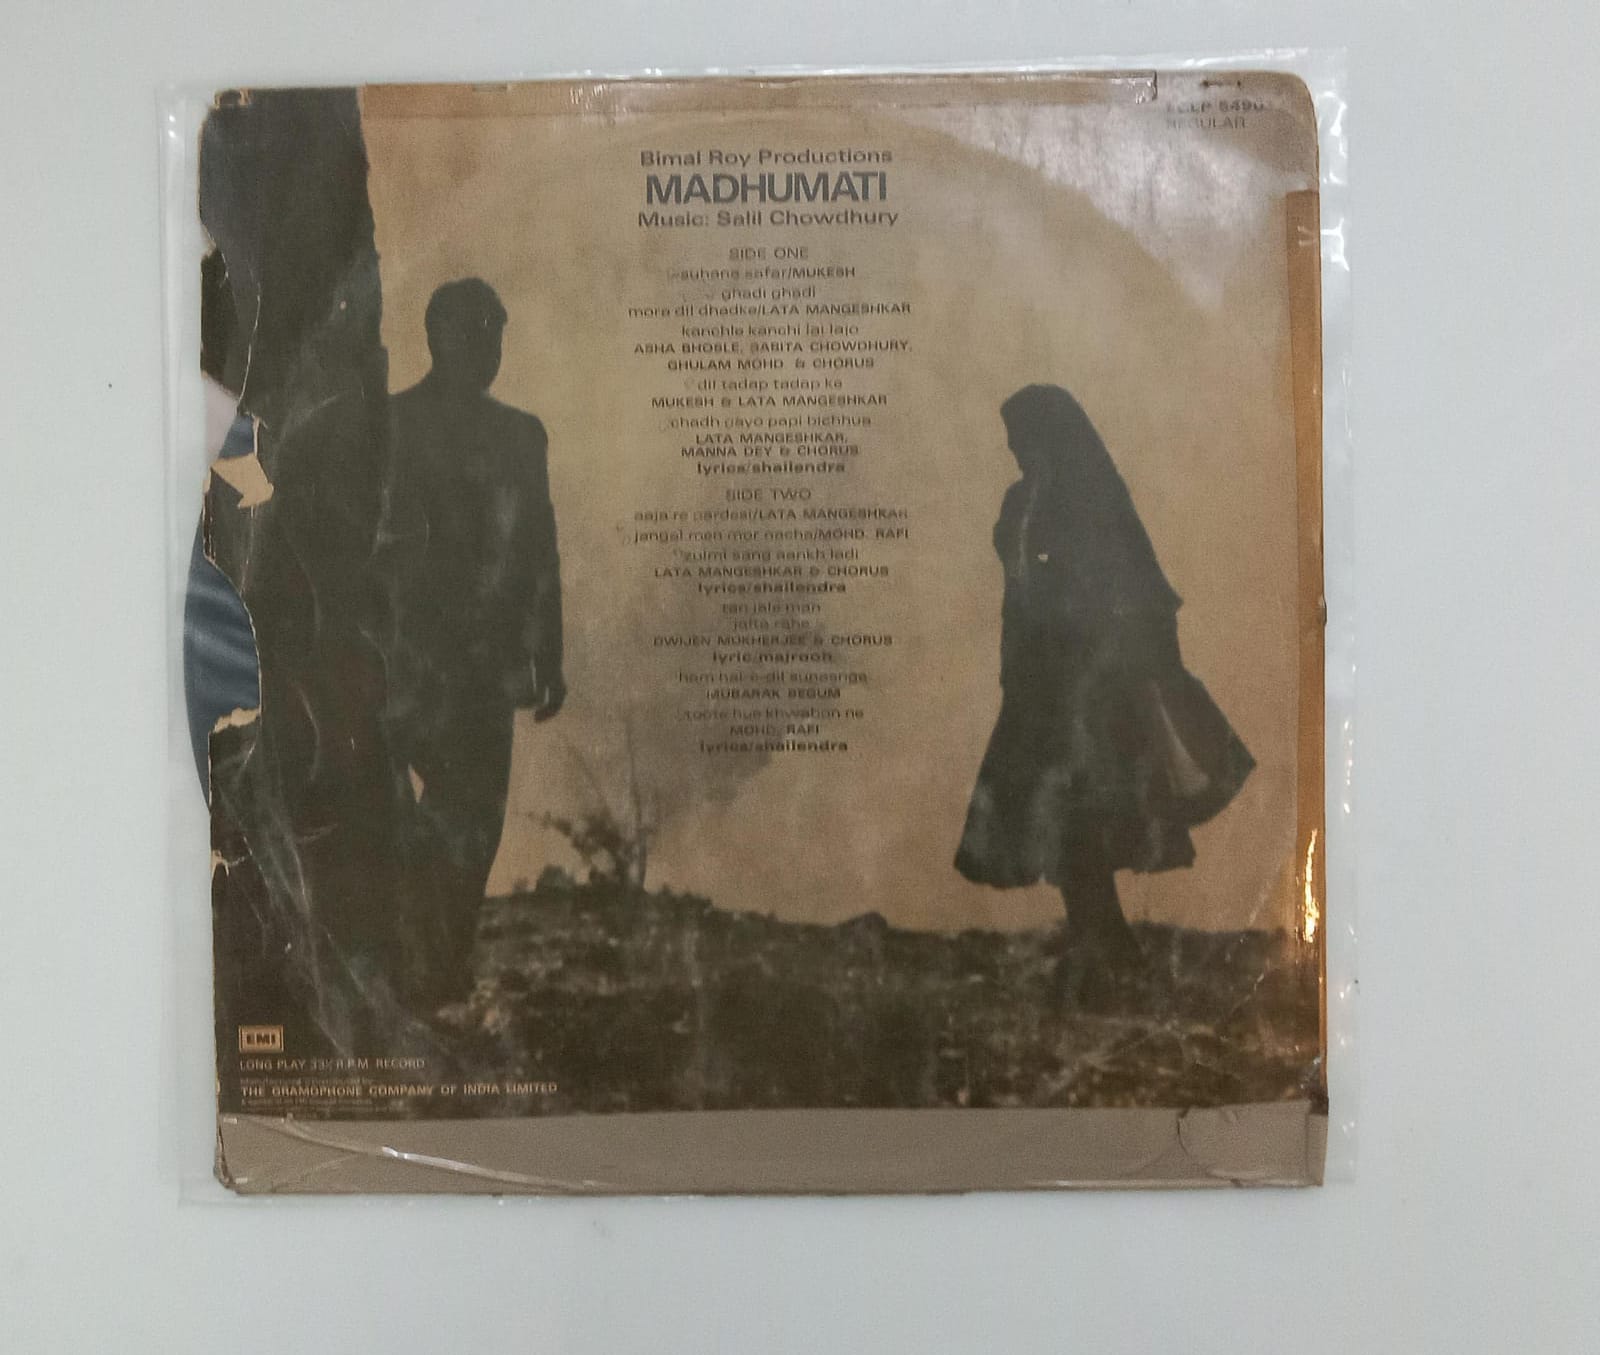 5490
REGULAR
Bimal Roy Productions
MADHUMATI
Music: Salil Chowdhury
SIDE ONE
suhana safar/MUKESH
ghadi ghadi
mora dil dhadke/LATA MANGESHKAR
kanchle kanchi lai lajo
ASHA BHOSLE, SABITA CHOWDHURY,
GHULAM MOHD & CHORUS
dil tadap tadap ke
MUKESH & LATA MANGESHKAR
chadh gayo papi bichhua
LATA MANGESHKAR,
MANNA DEY & CHORUS
lyrics/shailendra
SIDE TWO
aaja re pardesi/LATA MANGESHKAR
jangal men mor nacha/MOHD. RAFI
zulmi sang aankh ladi
LATA MANGESHKAR & CHORUS
lyrics/shailendra
tan jale man
jalta rahe
DWIJEN MUKHERJEE & CHORUS
lyric/majrooh
ham hal-e-dil sunaenge
MUBARAK BEGUM
toote hue khwabon ne
MOHD. RAFI
lyrics/shailendra
EMI
LONG PLAY 33⅓ R.P.M. RECORD
THE GRAMOPHONE COMPANY OF INDIA LIMITED